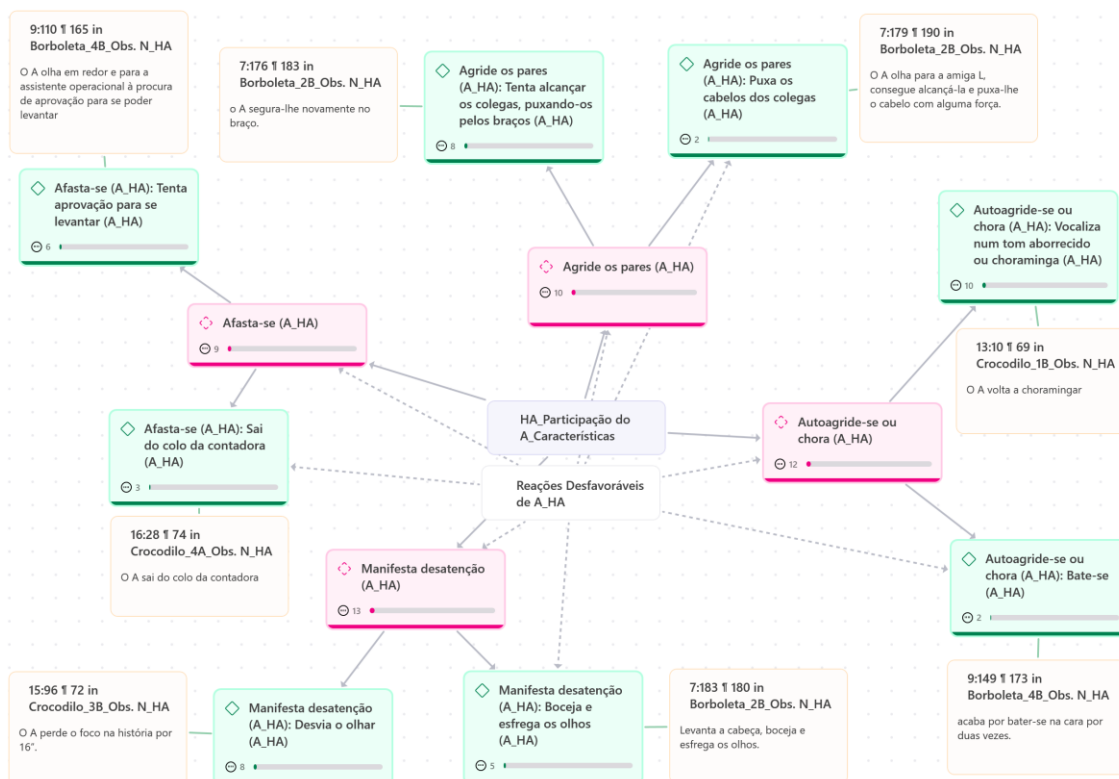 9:110 ¶ 165 in
Borboleta_4B_Obs. N_HA
O A olha em redor e para a
assistente operacional à procura
de aprovação para se poder
levantar
7:176 ¶ 183 in
Borboleta_2B_Obs. N_HA
o A segura-lhe novamente no
braço.
Agride os pares
(A_HA): Tenta alcançar
os colegas, puxando-os
pelos braços (A_HA)
8
Agride os pares
(A_HA): Puxa os
cabelos dos colegas
(A_HA)
2
7:179 ¶ 190 in
Borboleta_2B_Obs. N_HA
O A olha para a amiga L,
consegue alcançá-la e puxa-lhe
o cabelo com alguma força.
Afasta-se (A_HA): Tenta
aprovação para se
levantar (A_HA)
6
Autoagride-se ou
chora (A_HA): Vocaliza
num tom aborrecido
ou choraminga (A_HA)
10
Agride os pares (A_HA)
10
Afasta-se (A_HA)
9
13:10 ¶ 69 in
Crocodilo_1B_Obs. N_HA
O A volta a choramingar
HA_Participação do
A_Características
Autoagride-se ou
chora (A_HA)
12
Afasta-se (A_HA): Sai
do colo da contadora
(A_HA)
3
Reações Desfavoráveis
de A_HA
16:28 ¶ 74 in
Crocodilo_4A_Obs. N_HA
O A sai do colo da contadora
Manifesta desatenção
(A_HA)
13
Autoagride-se ou
chora (A_HA): Bate-se
(A_HA)
2
15:96 ¶ 72 in
Crocodilo_3B_Obs. N_HA
O A perde o foco na história por
16”.
Manifesta desatenção
(A_HA): Desvia o olhar
(A_HA)
8
Manifesta desatenção
(A_HA): Boceja e
esfrega os olhos
(A_HA)
5
7:183 ¶ 180 in
Borboleta_2B_Obs. N_HA
Levanta a cabeça, boceja e
esfrega os olhos.
9:149 ¶ 173 in
Borboleta_4B_Obs. N_HA
acaba por bater-se na cara por
duas vezes.